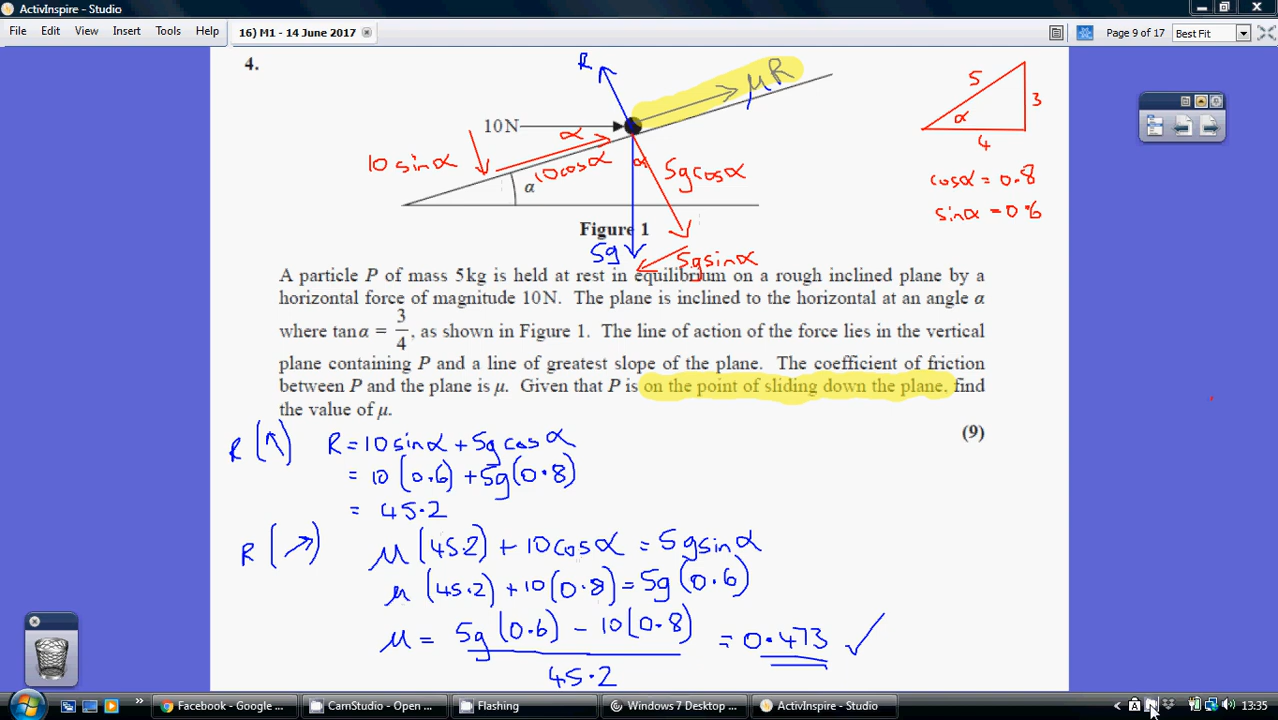 ActivInspire - Studio
File Edit View Insert Tools Help 16) M1 - 14 June 2017 Page 9 of 17 Best Fit
4.
R
μR
10N
α
10 sinα
10cosα
α
α
5gcosα
Figure 1
5g
5gsinα
5
3
α
4
cosα = 0.8
sinα = 0.6
A particle P of mass 5 kg is held at rest in equilibrium on a rough inclined plane by a
horizontal force of magnitude 10 N. The plane is inclined to the horizontal at an angle α
where tan α = 3/4, as shown in Figure 1. The line of action of the force lies in the vertical
plane containing P and a line of greatest slope of the plane. The coefficient of friction
between P and the plane is μ. Given that P is on the point of sliding down the plane, find
the value of μ.
(9)
R (↖) R = 10 sinα + 5g cosα
= 10 (0.6) + 5g (0.8)
= 45.2
R (↗) μ (45.2) + 10cosα = 5gsinα
μ (45.2) + 10(0.8) = 5g (0.6)
μ = 5g (0.6) - 10(0.8) = 0.473 ✓
45.2
Facebook - Google ... CamStudio - Open ... Flashing Windows 7 Desktop ... ActivInspire - Studio A 13:35